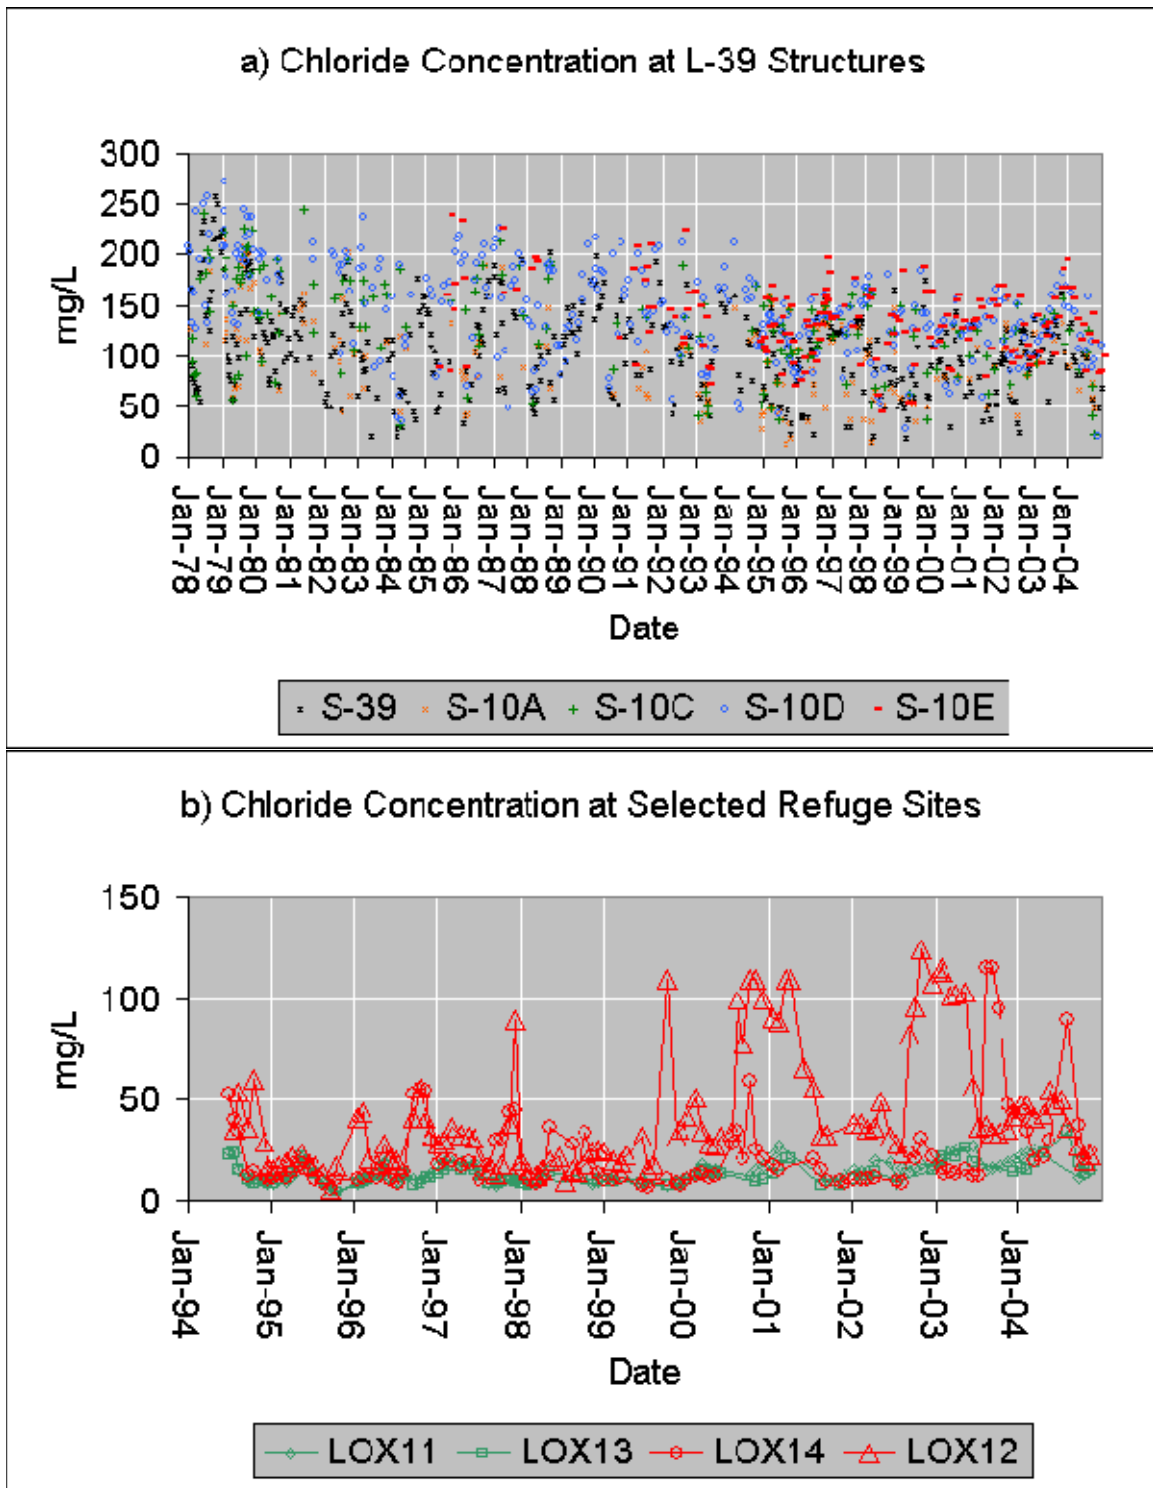 a) Chloride Concentration at L-39 Structures
300
250
200
150
100
50
0
mg/L
Jan-78
Jan-79
Jan-80
Jan-81
Jan-82
Jan-83
Jan-84
Jan-85
Jan-86
Jan-87
Jan-88
Jan-89
Jan-90
Jan-91
Jan-92
Jan-93
Jan-94
Jan-95
Jan-96
Jan-97
Jan-98
Jan-99
Jan-00
Jan-01
Jan-02
Jan-03
Jan-04
Date
S-39 S-10A S-10C S-10D S-10E
b) Chloride Concentration at Selected Refuge Sites
150
100
50
0
mg/L
Jan-94
Jan-95
Jan-96
Jan-97
Jan-98
Jan-99
Jan-00
Jan-01
Jan-02
Jan-03
Jan-04
Date
LOX11 LOX13 LOX14 LOX12